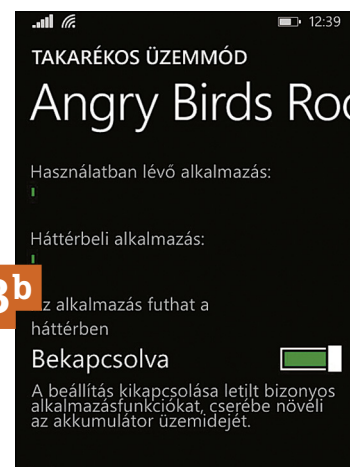 12:39
TAKARÉKOS ÜZEMMÓD
Angry Birds Roc
Használatban lévő alkalmazás:
Háttérbeli alkalmazás:
3b
z alkalmazás futhat a
háttérben
Bekapcsolva
A beállítás kikapcsolása letilt bizonyos
alkalmazásfunkciókat, cserébe növeli
az akkumulátor üzemidejét.